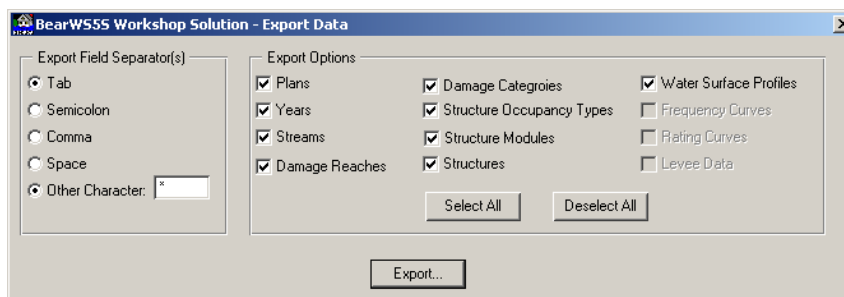 BearWS5S Workshop Solution - Export Data
Export Field Separator(s)
Tab
Semicolon
Comma
Space
Other Character: *
Export Options
Plans
Years
Streams
Damage Reaches
Damage Categroies
Structure Occupancy Types
Structure Modules
Structures
Water Surface Profiles
Frequency Curves
Rating Curves
Levee Data
Select All
Deselect All
Export...